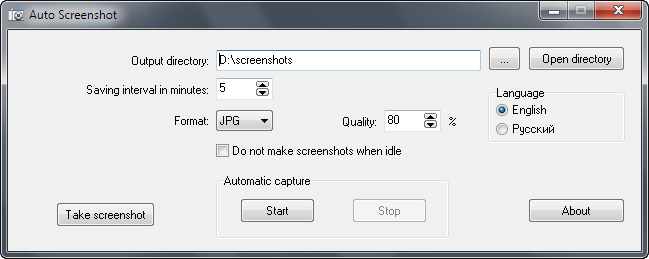 Auto Screenshot
Output directory: D:\screenshots ... Open directory
Saving interval in minutes: 5
Language
English
Format: JPG Quality: 80 %
Русский
Do not make screenshots when idle
Automatic capture
Take screenshot Start Stop About